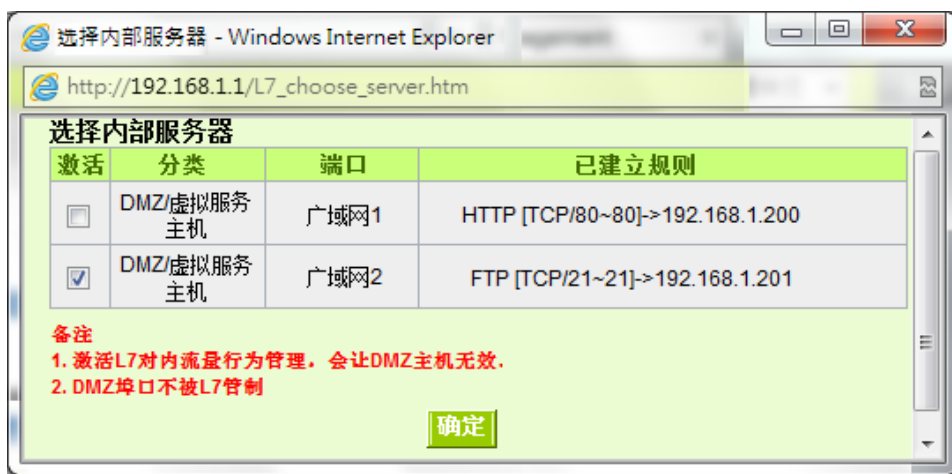 选择内部服务器 - Windows Internet Explorer
http://192.168.1.1/L7_choose_server.htm
选择内部服务器
激活 分类 端口 已建立规则
DMZ/虚拟服务
主机
广域网1
HTTP [TCP/80~80]->192.168.1.200
DMZ/虚拟服务
主机
广域网2
FTP [TCP/21~21]->192.168.1.201
备注
1. 激活L7对内流量行为管理，会让DMZ主机无效.
2. DMZ埠口不被L7管制
确定